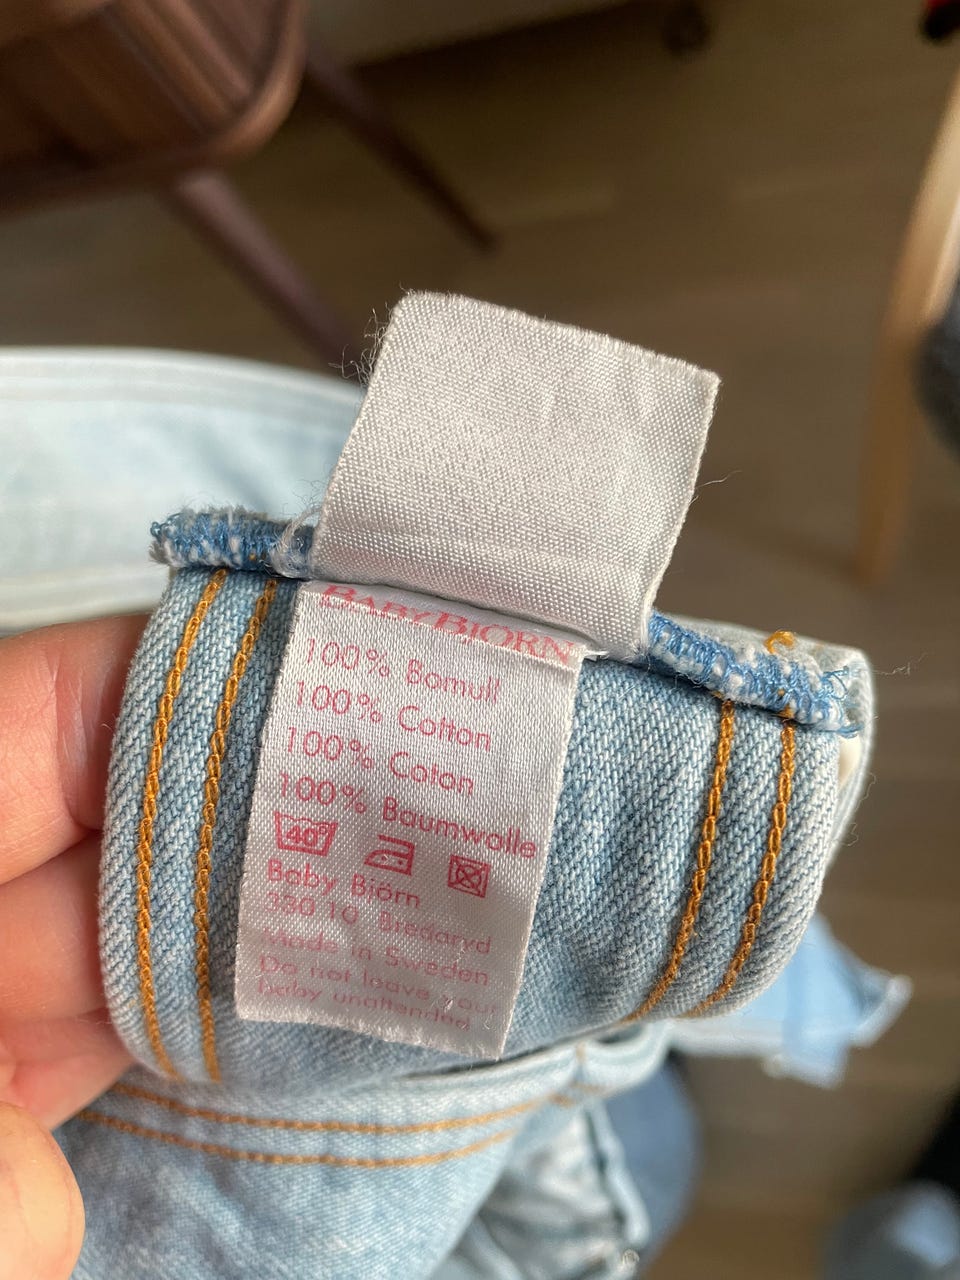 BABYBJÖRN
100% Bomull
100% Cotton
100% Coton
100% Baumwolle
40°
Baby Björn
330 10 Bredaryd
Made in Sweden
Do not leave your
baby unattended